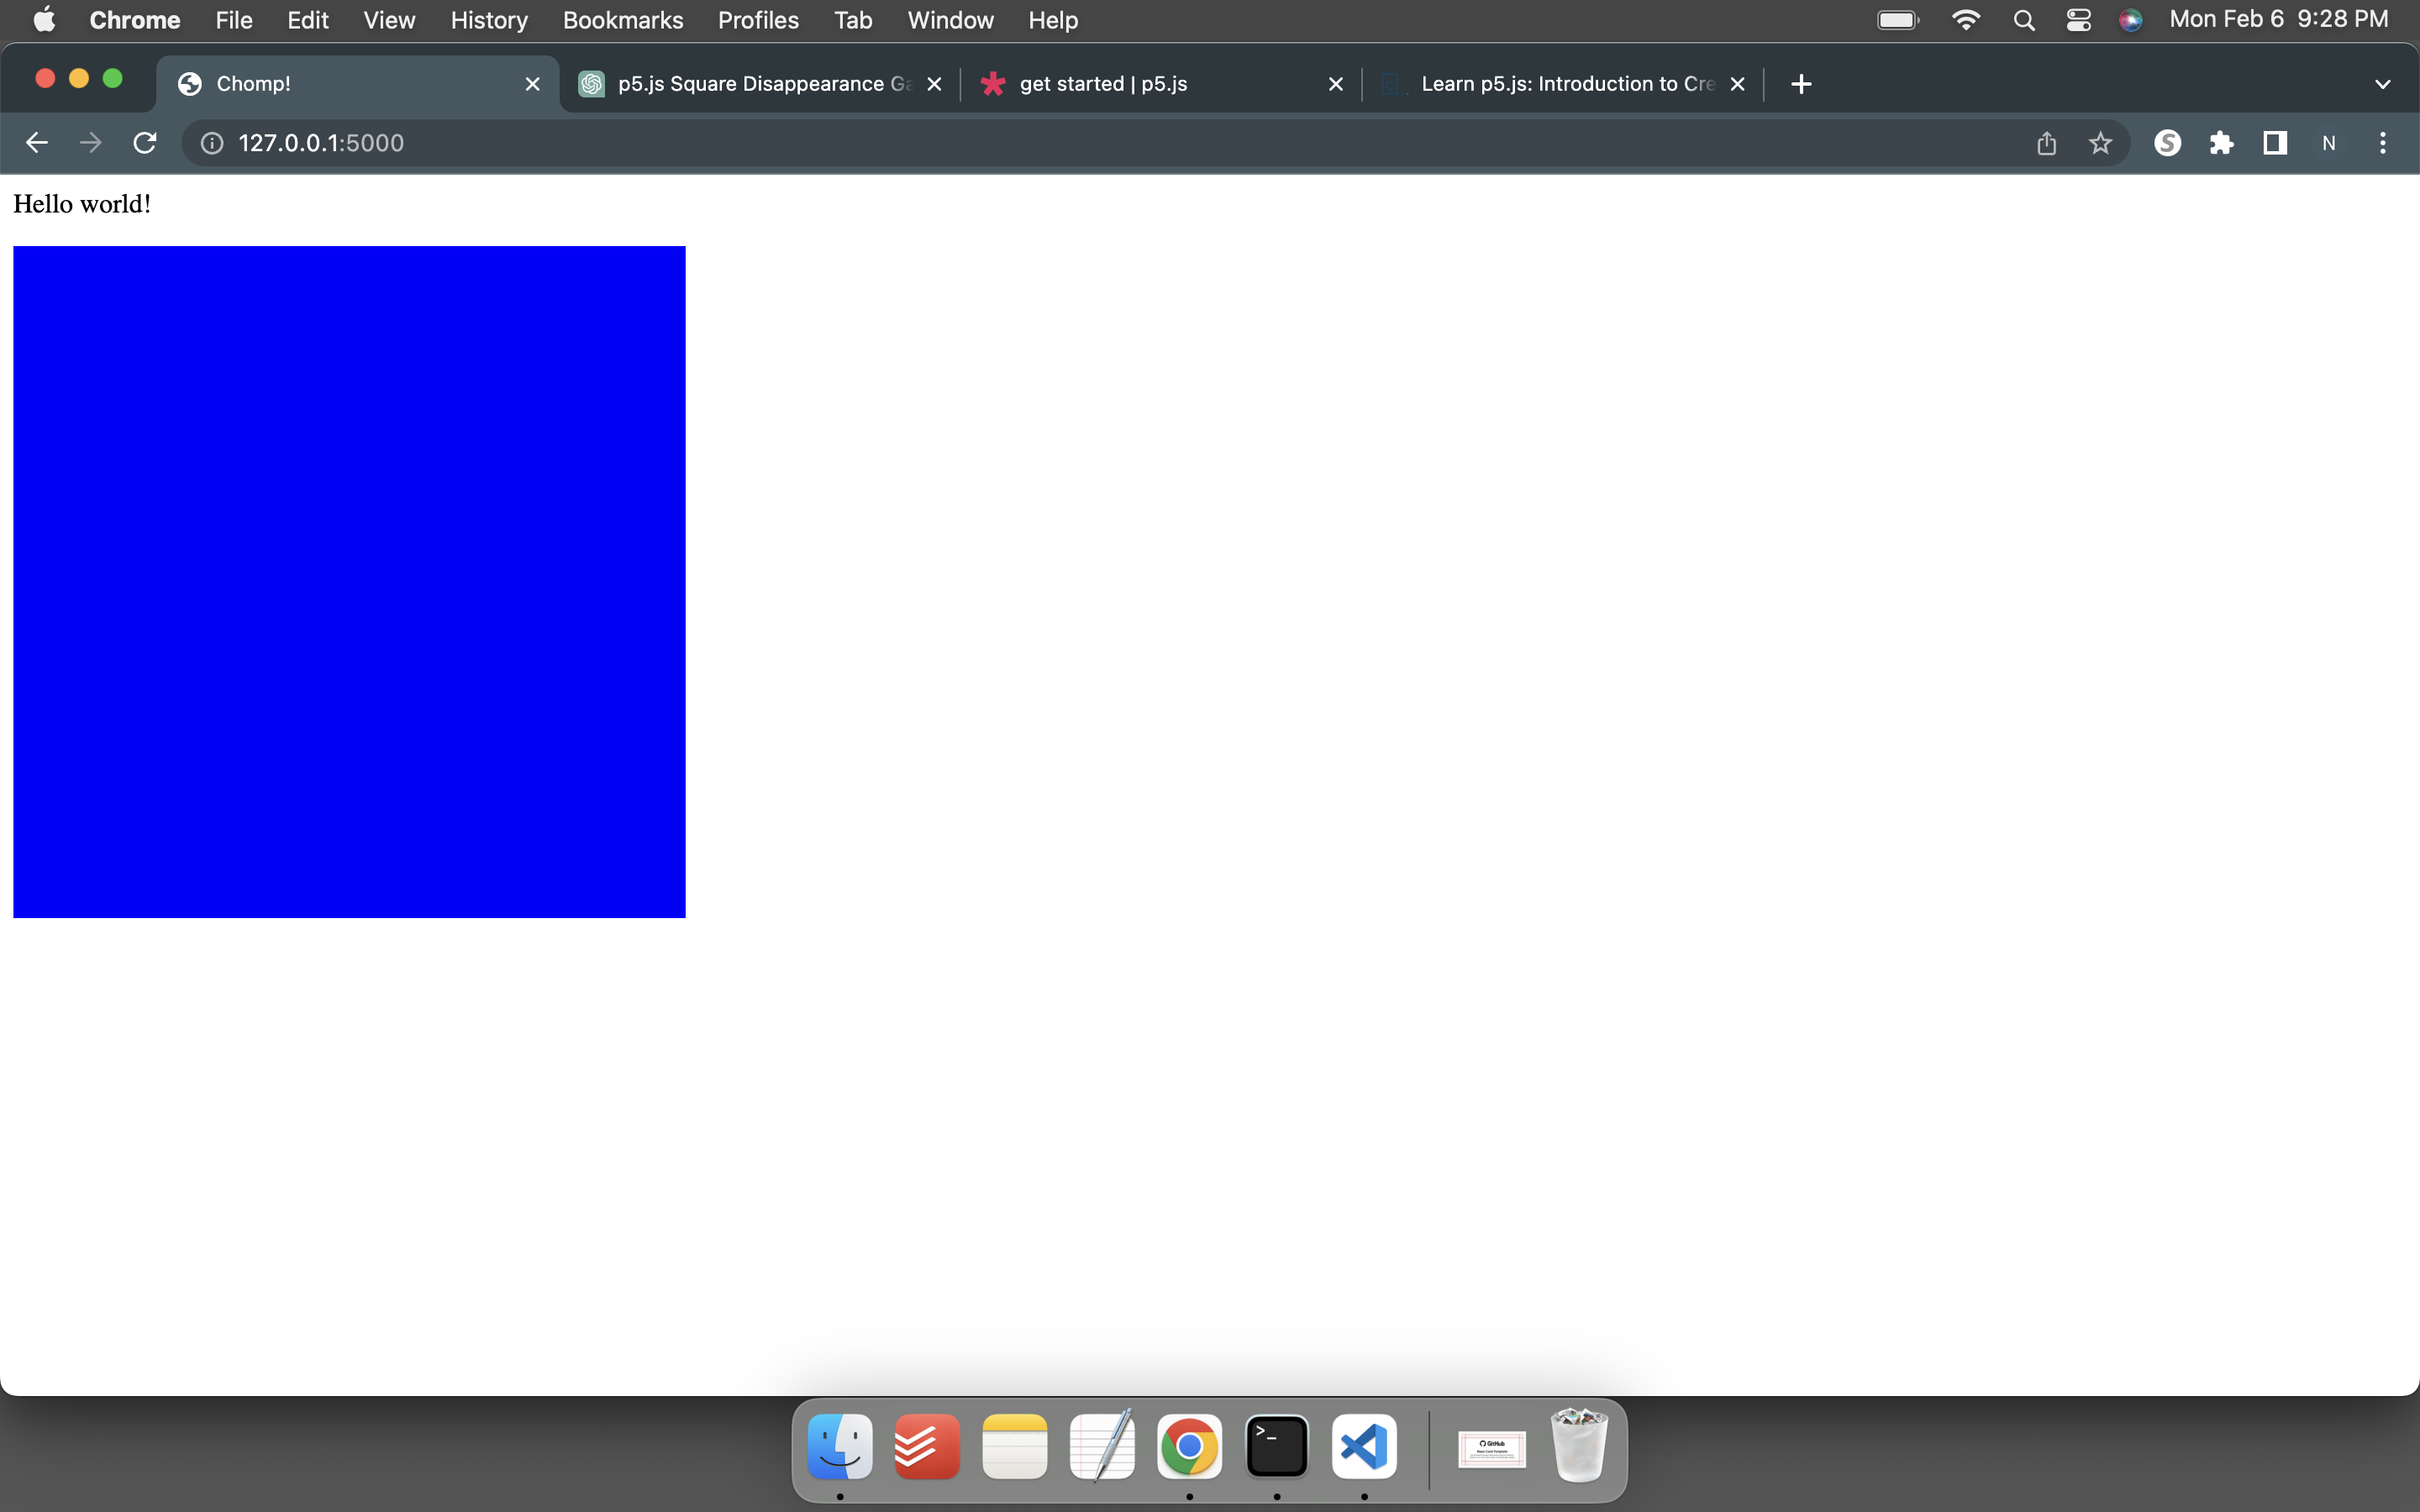 Chrome File Edit View History Bookmarks Profiles Tab Window Help Mon Feb 6 9:28 PM
Chomp! p5.js Square Disappearance Ga get started | p5.js Learn p5.js: Introduction to Cre
127.0.0.1:5000 N
Hello world!
GitHub